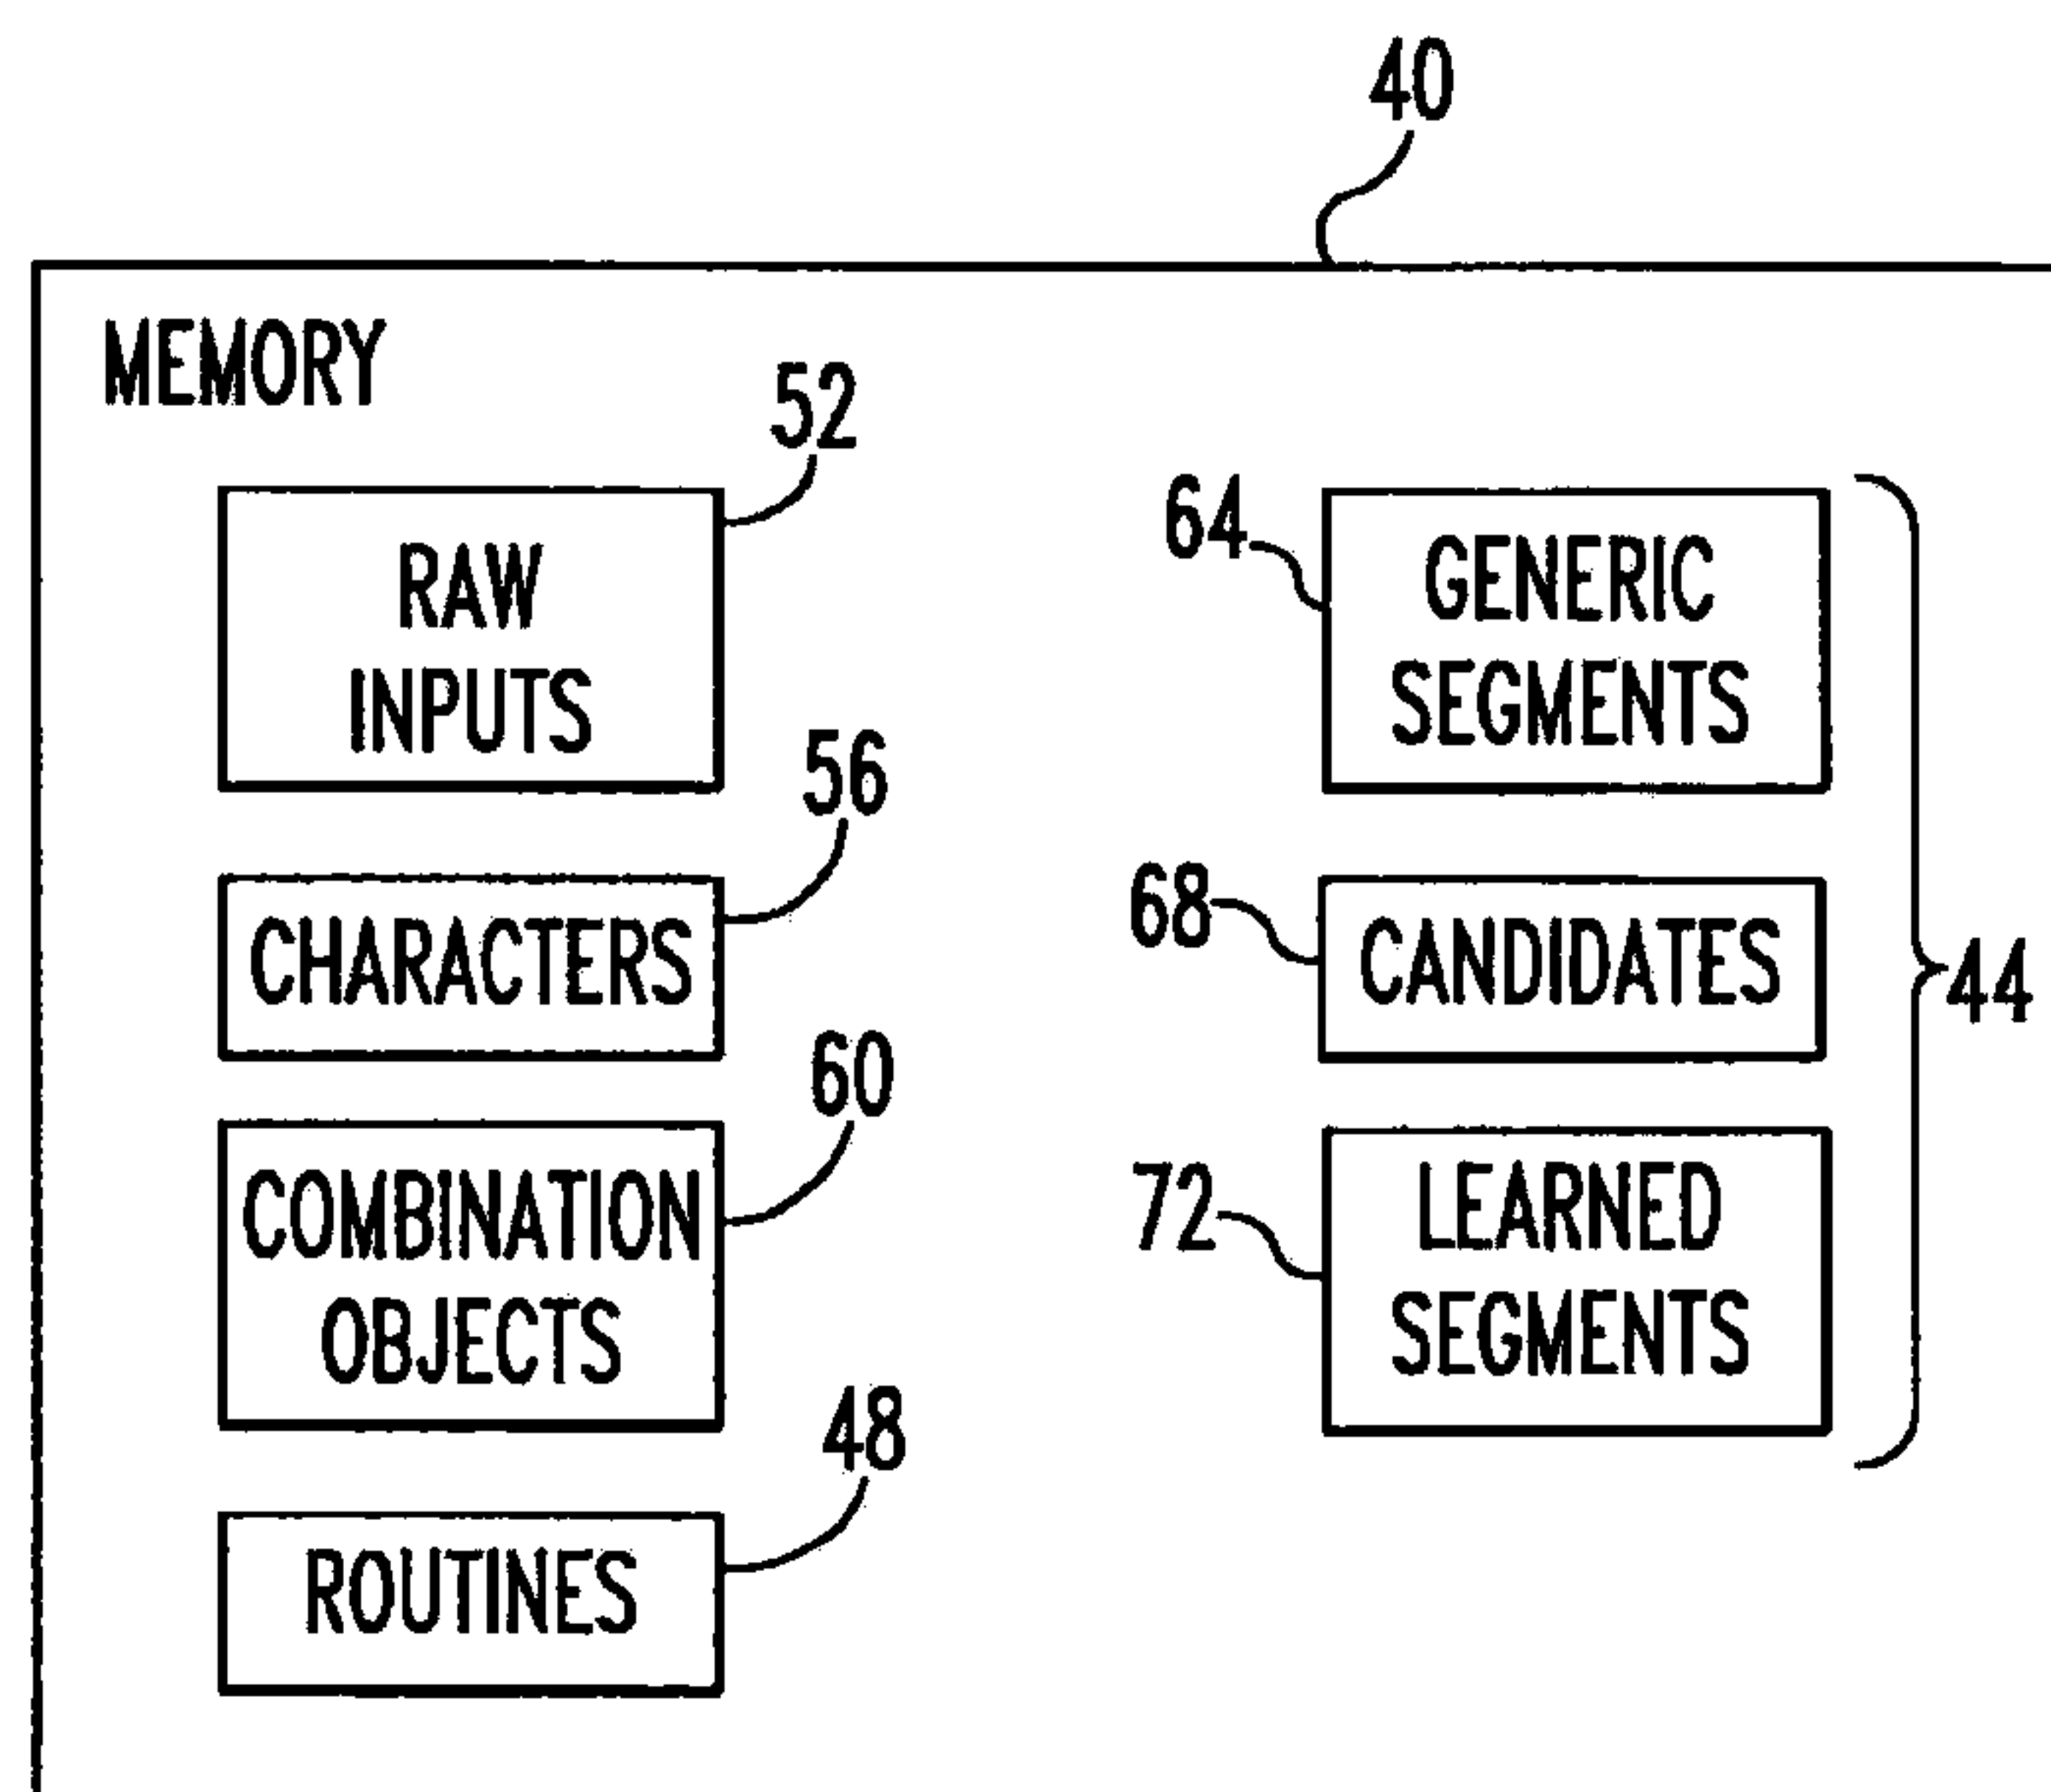 40
MEMORY
52
RAW
INPUTS
56
CHARACTERS
60
COMBINATION
OBJECTS
48
ROUTINES
64
GENERIC
SEGMENTS
68
CANDIDATES
72
LEARNED
SEGMENTS
44